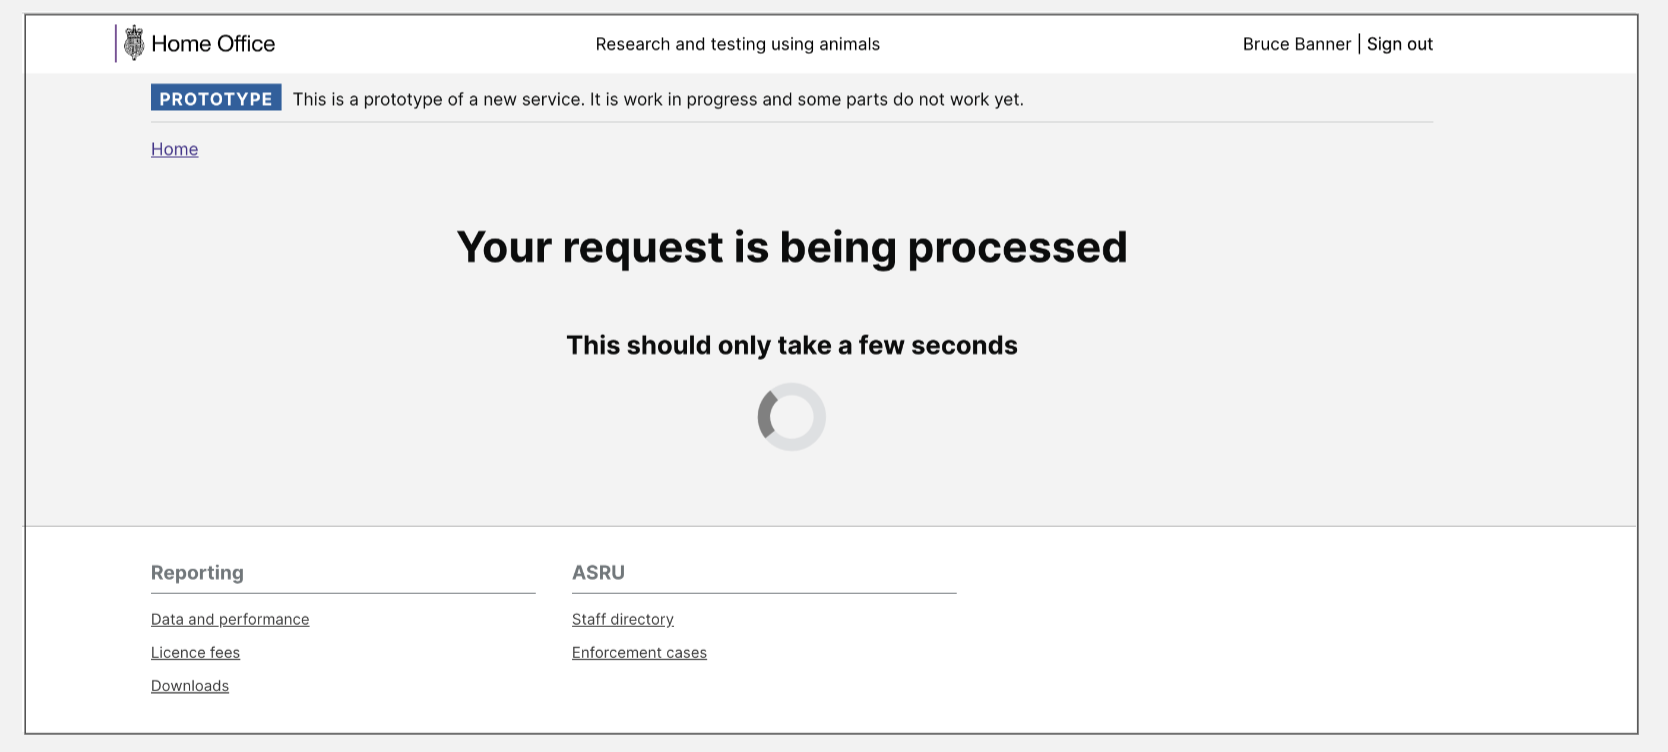 Home Office
Research and testing using animals
Bruce Banner | Sign out
PROTOTYPE This is a prototype of a new service. It is work in progress and some parts do not work yet.
Home
Your request is being processed
This should only take a few seconds
Reporting
Data and performance
Licence fees
Downloads
ASRU
Staff directory
Enforcement cases